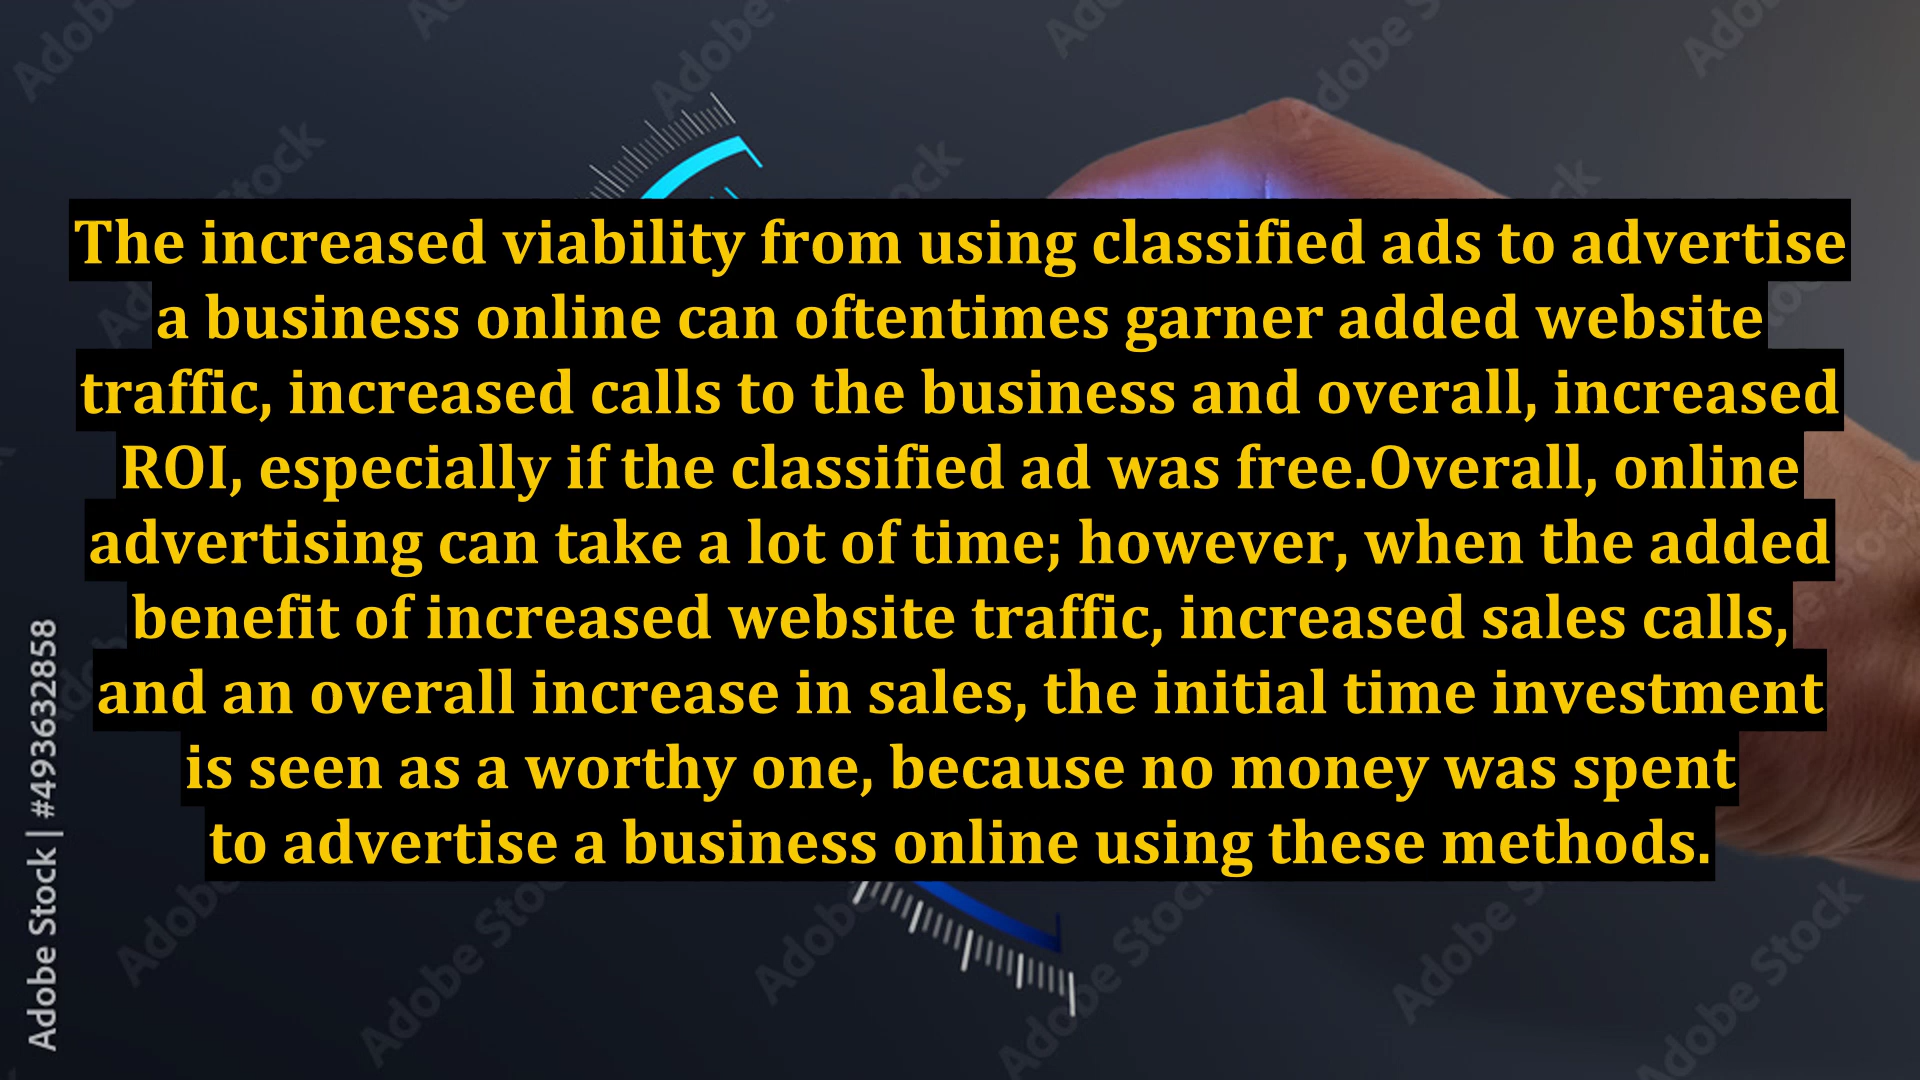 The increased viability from using classified ads to advertise
a business online can oftentimes garner added website
traffic, increased calls to the business and overall, increased
ROI, especially if the classified ad was free.Overall, online
advertising can take a lot of time; however, when the added
benefit of increased website traffic, increased sales calls,
and an overall increase in sales, the initial time investment
is seen as a worthy one, because no money was spent
to advertise a business online using these methods.
Adobe Stock | #493632858